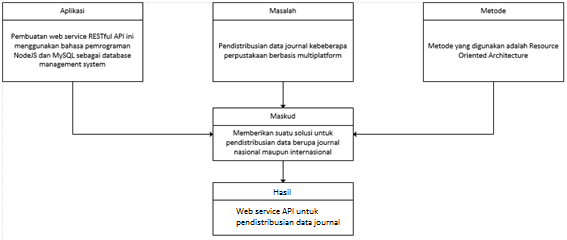 Aplikasi
Pembuatan web service RESTful API ini
menggunakan bahasa pemrograman
NodeJS dan MySQL sebagai database
management system
Masalah
Pendistribusian data journal kebeberapa
perpustakaan berbasis multiplatform
Metode
Metode yang digunakan adalah Resource
Oriented Architecture
Maskud
Memberikan suatu solusi untuk
pendistribusian data berupa journal
nasional maupun internasional
Hasil
Web service API untuk
pendistribusian data journal